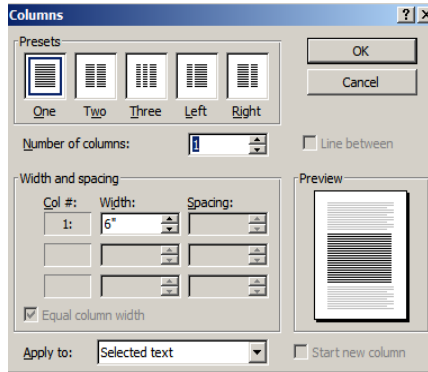 Columns
Presets
One Two Three Left Right
OK
Cancel
Number of columns: 1
Line between
Width and spacing
Col #: Width: Spacing:
1: 6"
Equal column width
Preview
Apply to: Selected text
Start new column